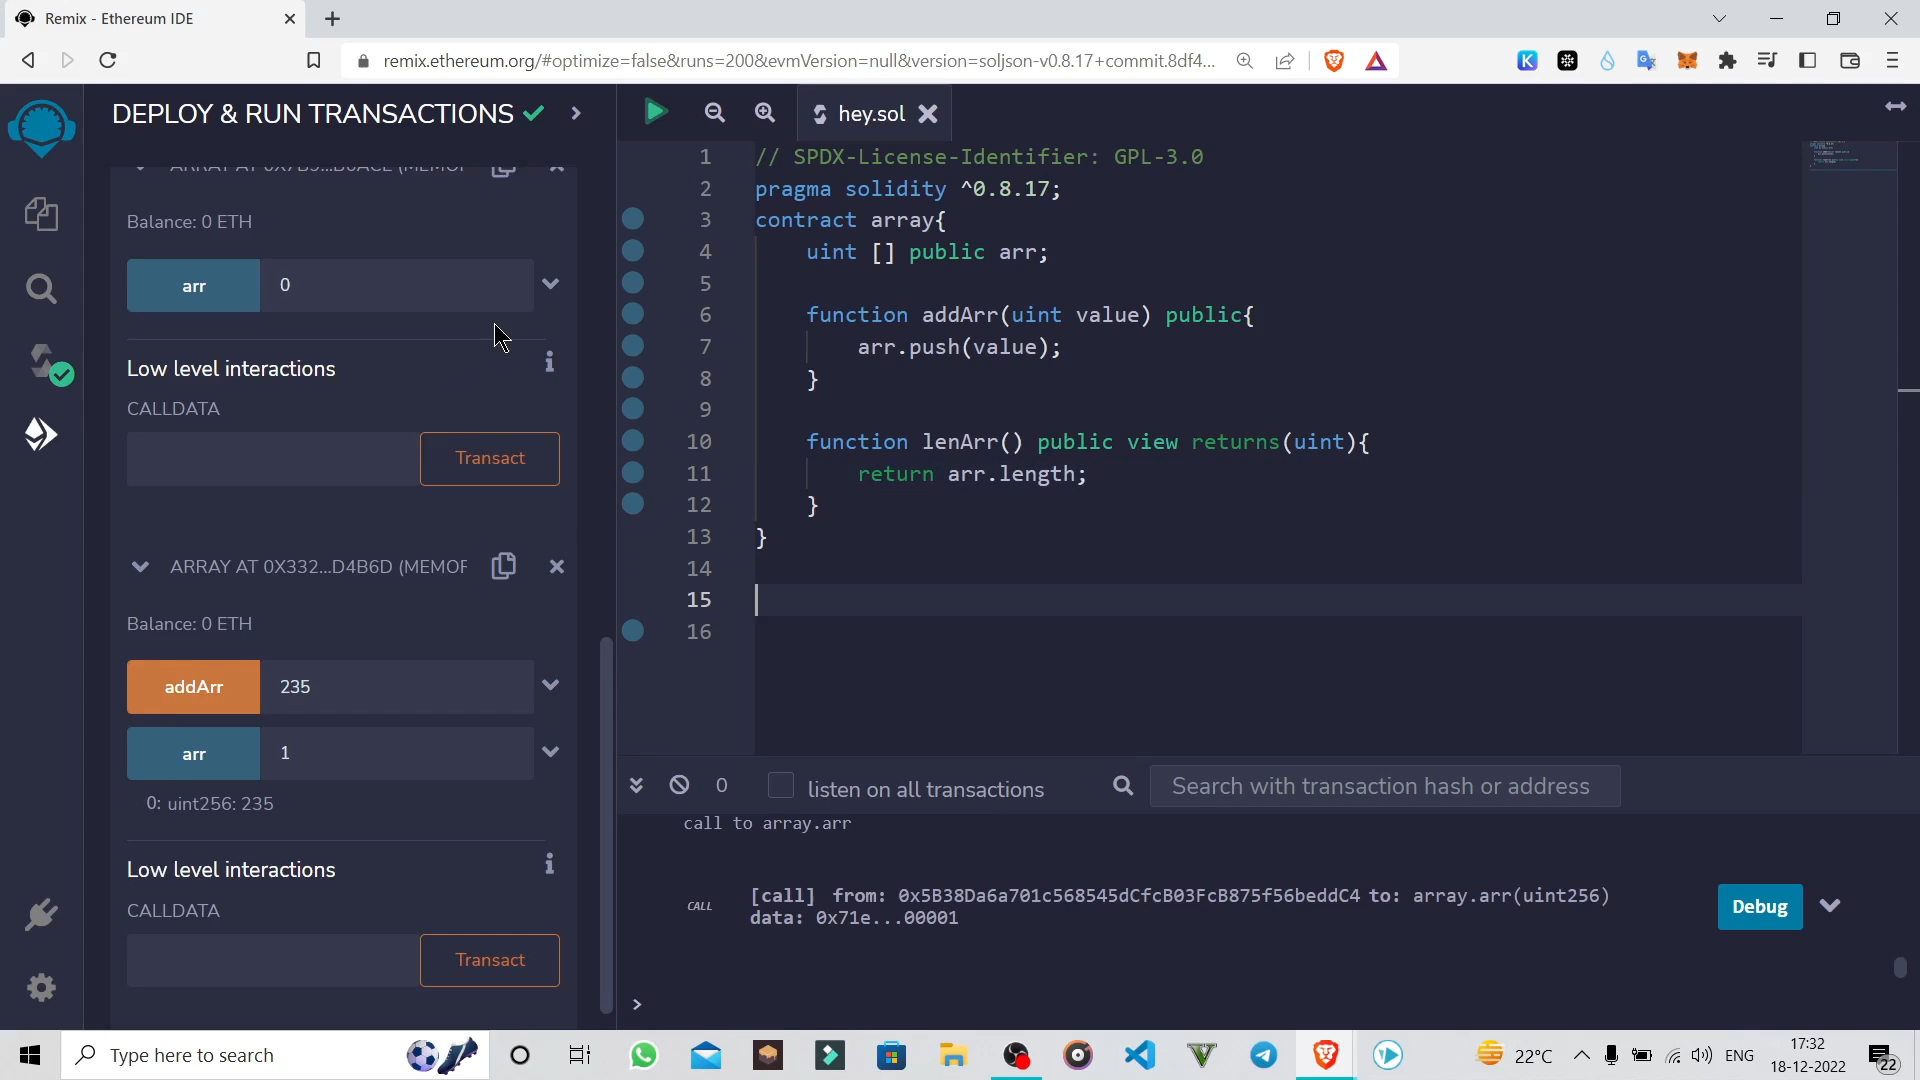 Remix - Ethereum IDE
remix.ethereum.org/#optimize=false&runs=200&evmVersion=null&version=soljson-v0.8.17+commit.8df4...
DEPLOY & RUN TRANSACTIONS
Balance: 0 ETH
arr 0
Low level interactions
i
CALLDATA
Transact
ARRAY AT 0X332...D4B6D (MEMOR
Balance: 0 ETH
addArr 235
arr 1
0: uint256: 235
Low level interactions
i
CALLDATA
Transact
hey.sol
1 // SPDX-License-Identifier: GPL-3.0
2 pragma solidity ^0.8.17;
3 contract array{
4 uint [] public arr;
5
6 function addArr(uint value) public{
7 arr.push(value);
8 }
9
10 function lenArr() public view returns(uint){
11 return arr.length;
12 }
13 }
14
15
16
0 listen on all transactions
Search with transaction hash or address
call to array.arr
CALL [call] from: 0x5B38Da6a701c568545dCfcB03FcB875f56beddC4 to: array.arr(uint256)
data: 0x71e...00001
Debug
>
Type here to search
22°C
ENG
17:32
18-12-2022
22